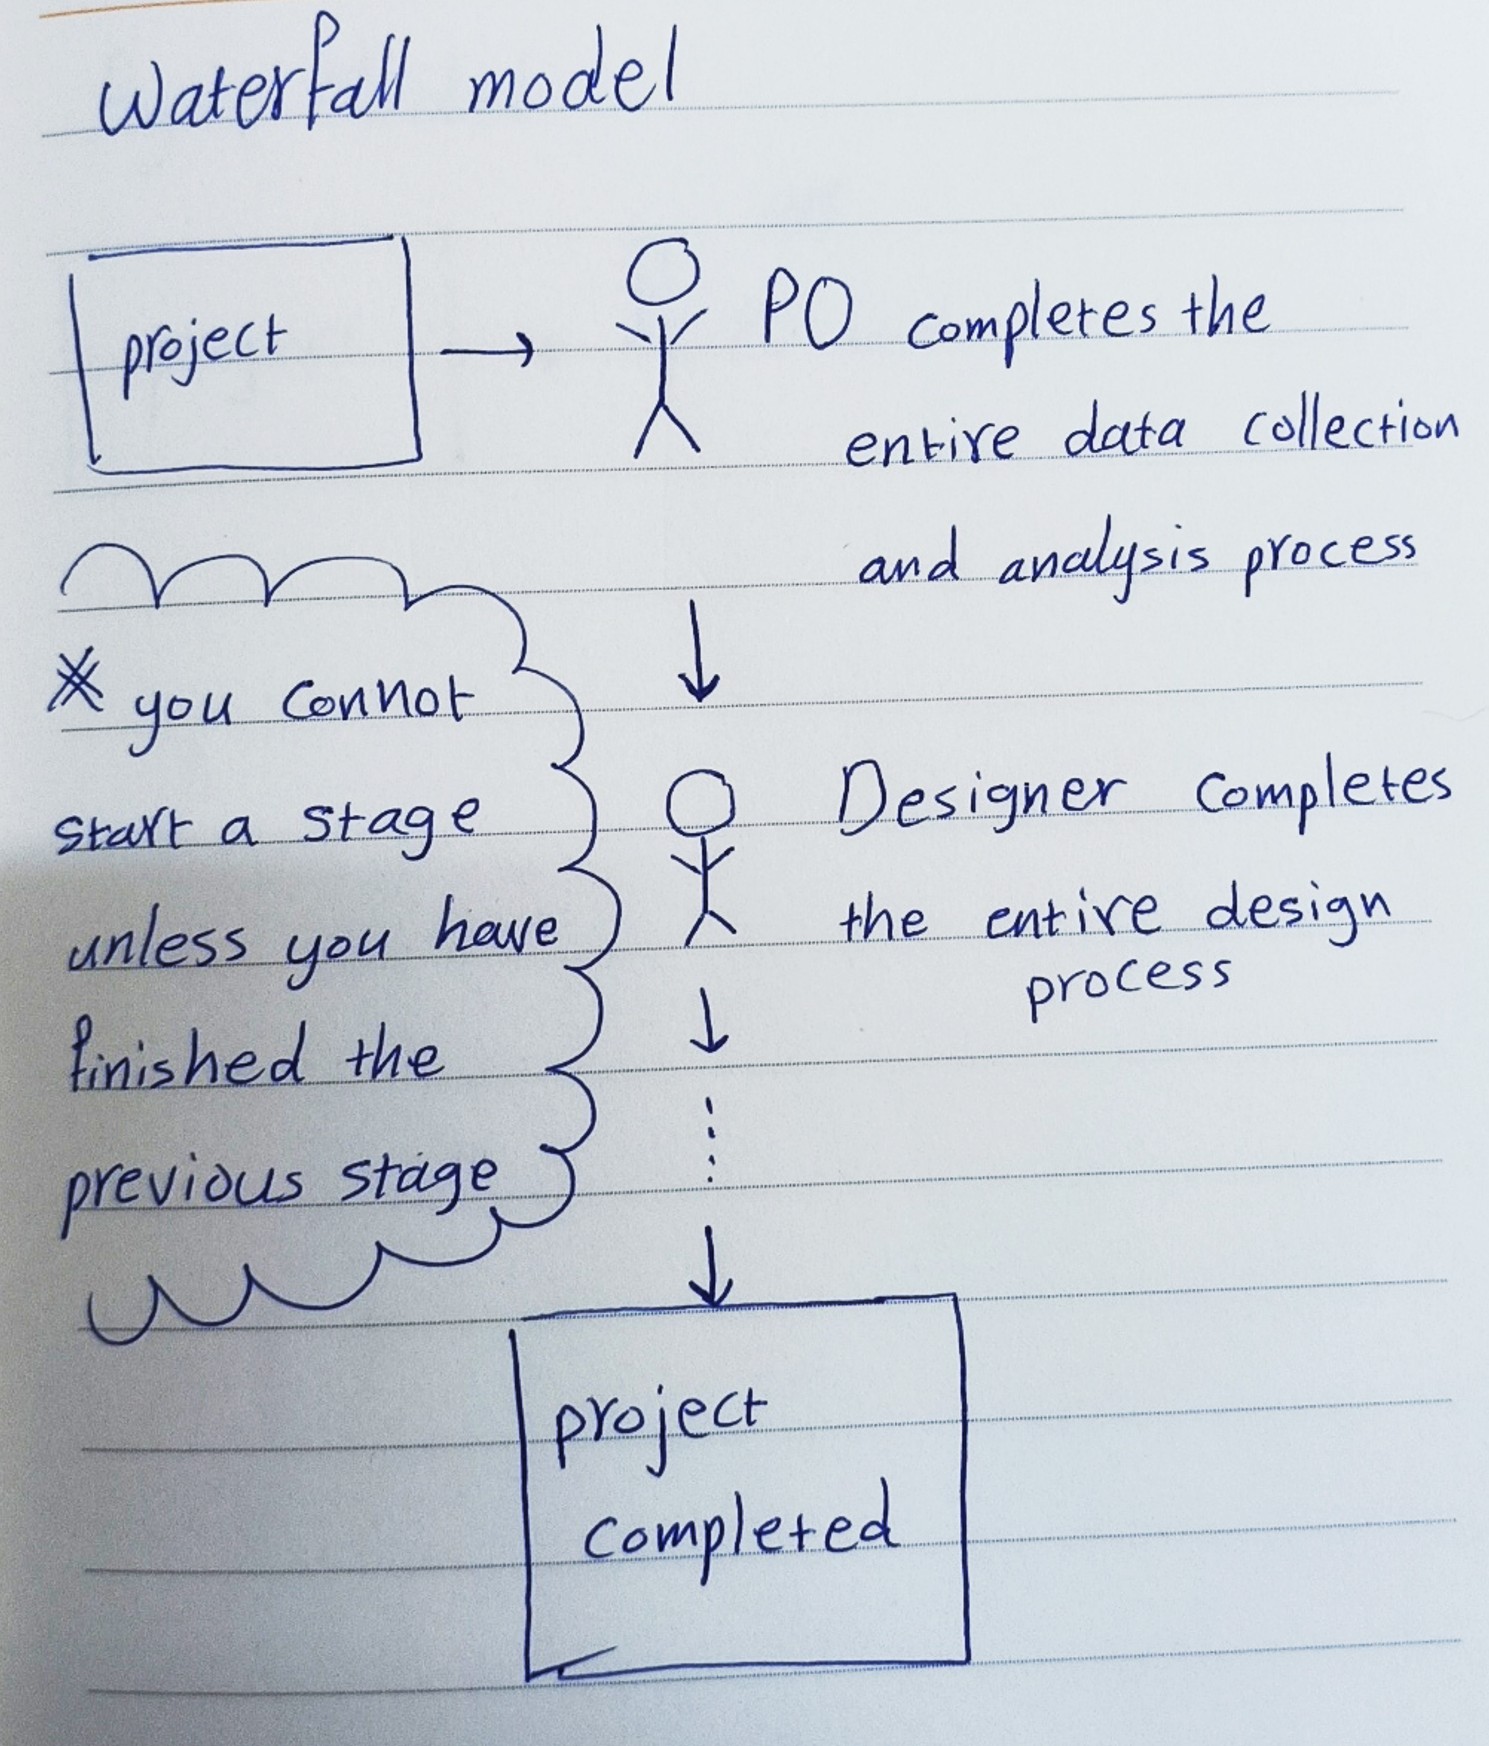 Waterfall model
project → PO completes the
entire data collection
and analysis process
* you connot
start a stage
unless you have
finished the
previous stage
Designer completes
the entire design
process
project
completed